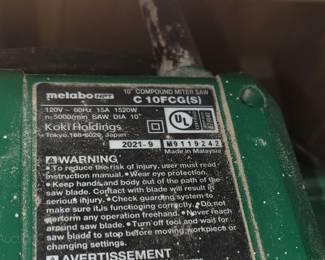 metabo HPT 10" COMPOUND MITER SAW
C 10FCG(S)
120V~ 60Hz 15A 1520W
n:5000/min SAW DIA 10"
Koki Holdings
Tokyo.108-6020, Japan
UL
2021-9 M9119242
Made in Malaysia
WARNING
• To reduce the risk of injury, user must read
instruction manual. • Wear eye protection.
• Keep hands and body out of the path of the
saw blade. Contact with blade will result in
serious injury. • Check guarding system to
make sure it is functioning correctly. • Do not
perform any operation freehand. • Never reach
around saw blade. • Turn off tool and wait for
saw blade to stop before moving workpiece or
changing settings.
AVERTISSEMENT